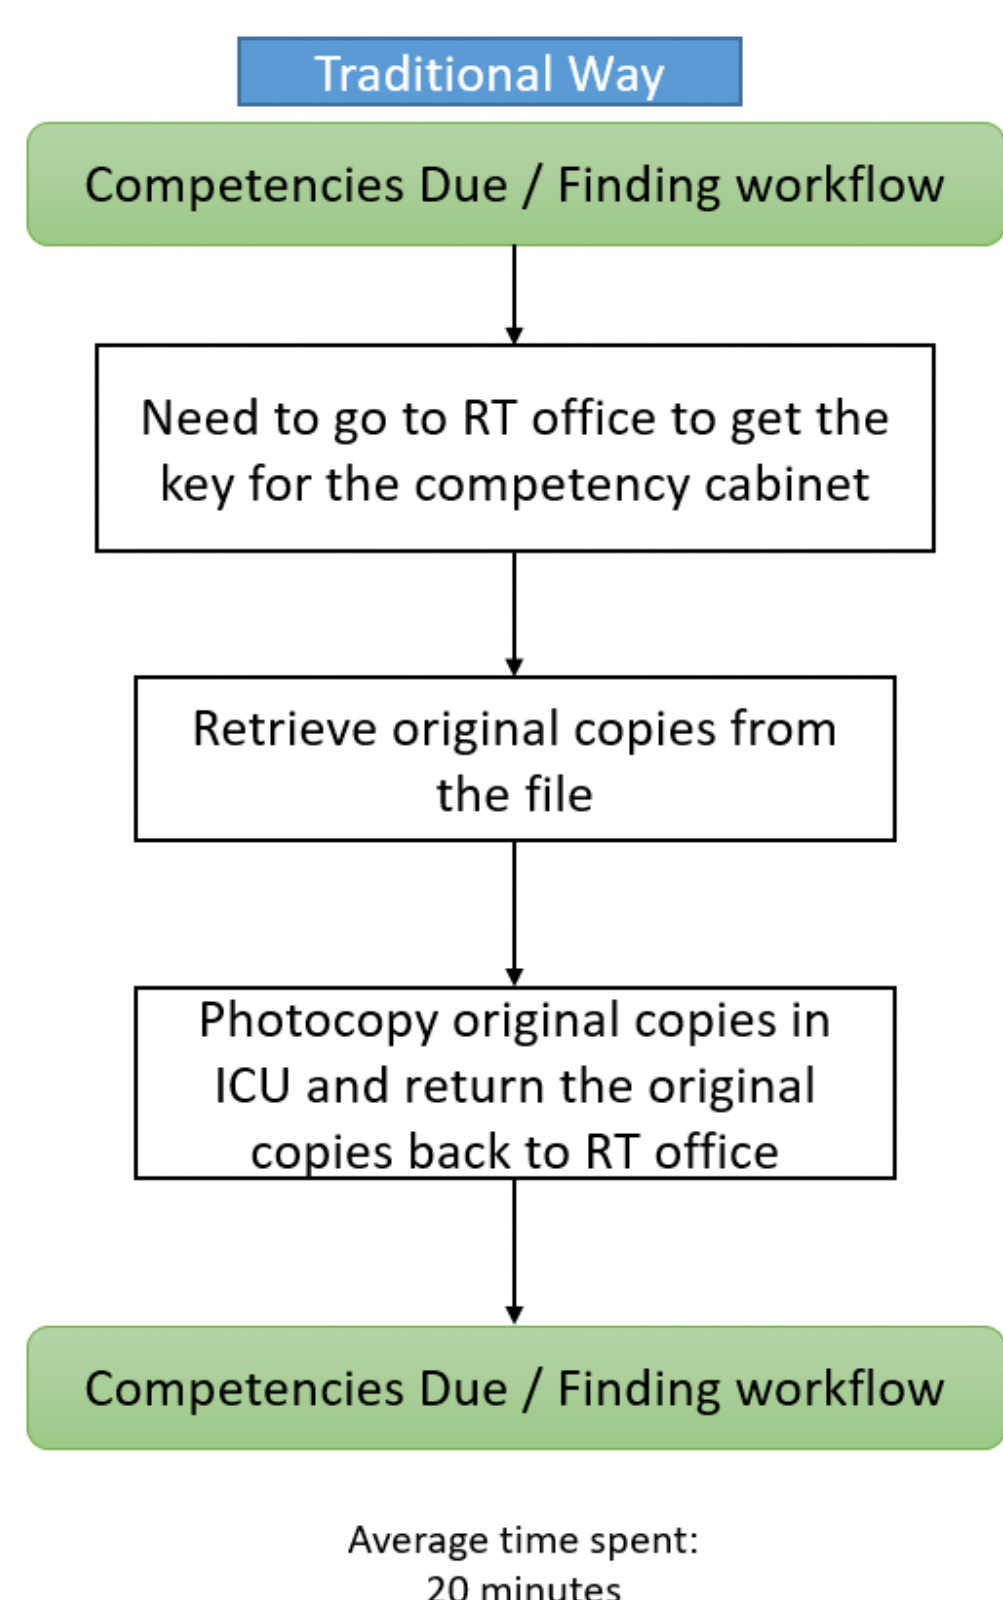 Traditional Way
Competencies Due / Finding workflow
Need to go to RT office to get the
key for the competency cabinet
Retrieve original copies from
the file
Photocopy original copies in
ICU and return the original
copies back to RT office
Competencies Due / Finding workflow
Average time spent:
20 minutes